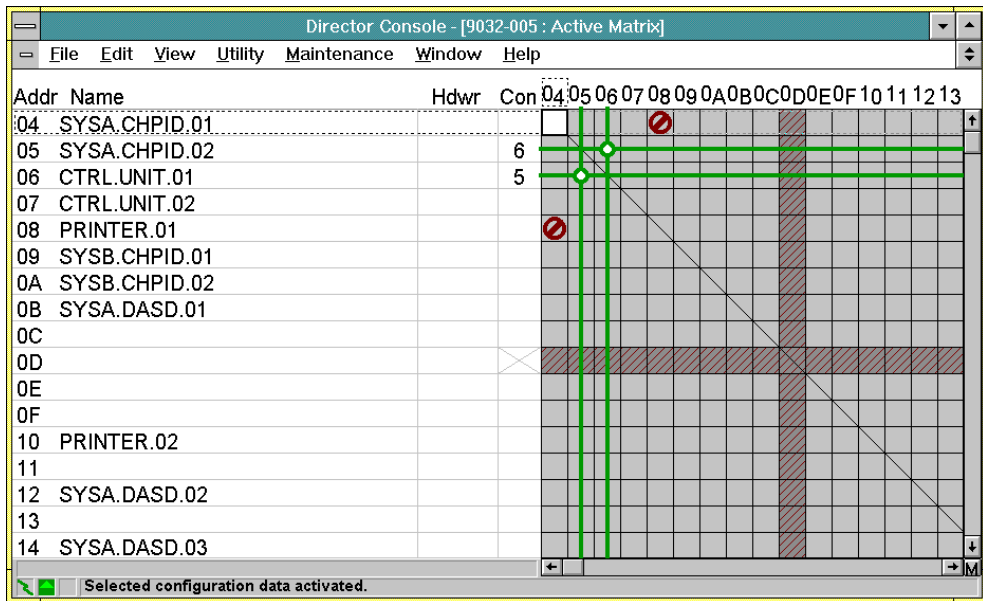 Director Console - [9032-005 : Active Matrix]
File Edit View Utility Maintenance Window Help
Addr Name Hdwr Con 04 05 06 07 08 09 0A 0B 0C 0D 0E 0F 10 11 12 13
04 SYSA.CHPID.01
05 SYSA.CHPID.02 6
06 CTRL.UNIT.01 5
07 CTRL.UNIT.02
08 PRINTER.01
09 SYSB.CHPID.01
0A SYSB.CHPID.02
0B SYSA.DASD.01
0C
0D
0E
0F
10 PRINTER.02
11
12 SYSA.DASD.02
13
14 SYSA.DASD.03
M
Selected configuration data activated.